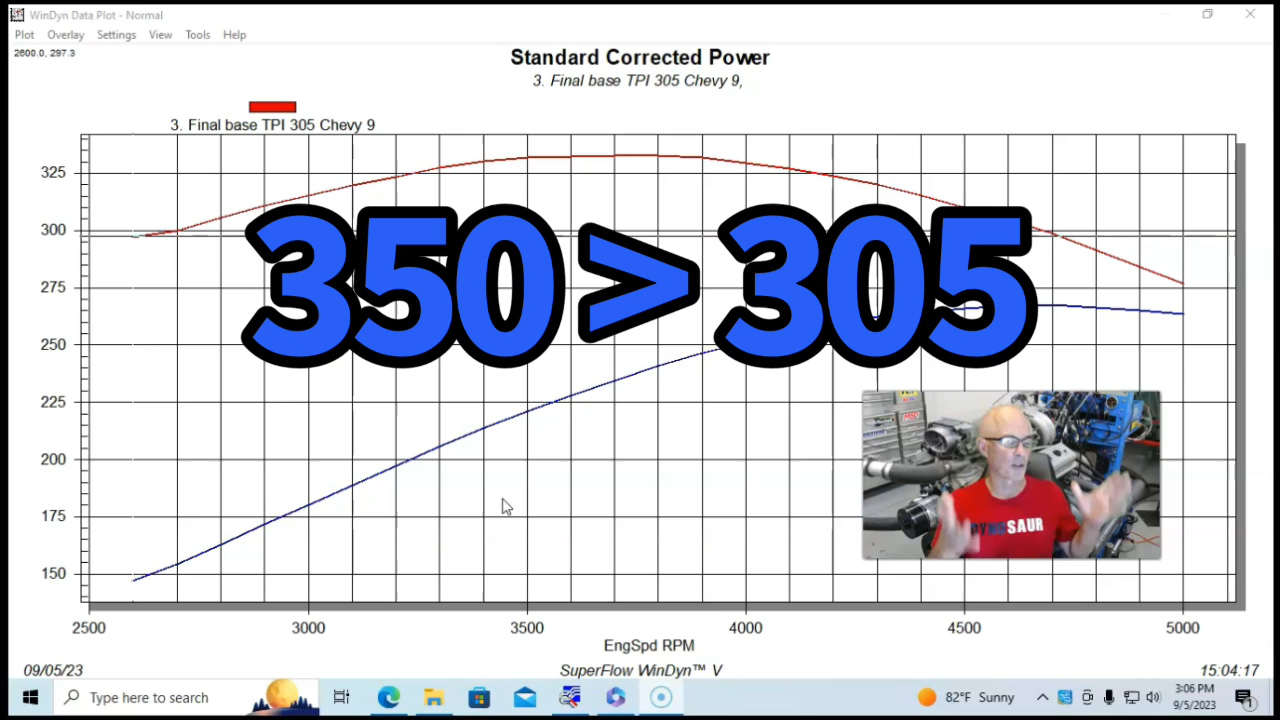 WinDyn Data Plot - Normal
Plot Overlay Settings View Tools Help
2600.0, 297.3
Standard Corrected Power
3. Final base TPI 305 Chevy 9,
3. Final base TPI 305 Chevy 9
325
300
275
250
225
200
175
150
350 > 305
SAUR
2500 3000 3500 4000 4500 5000
EngSpd RPM
09/05/23 SuperFlow WinDyn™ V 15:04:17
Type here to search
82°F Sunny
3:06 PM
9/5/2023
1